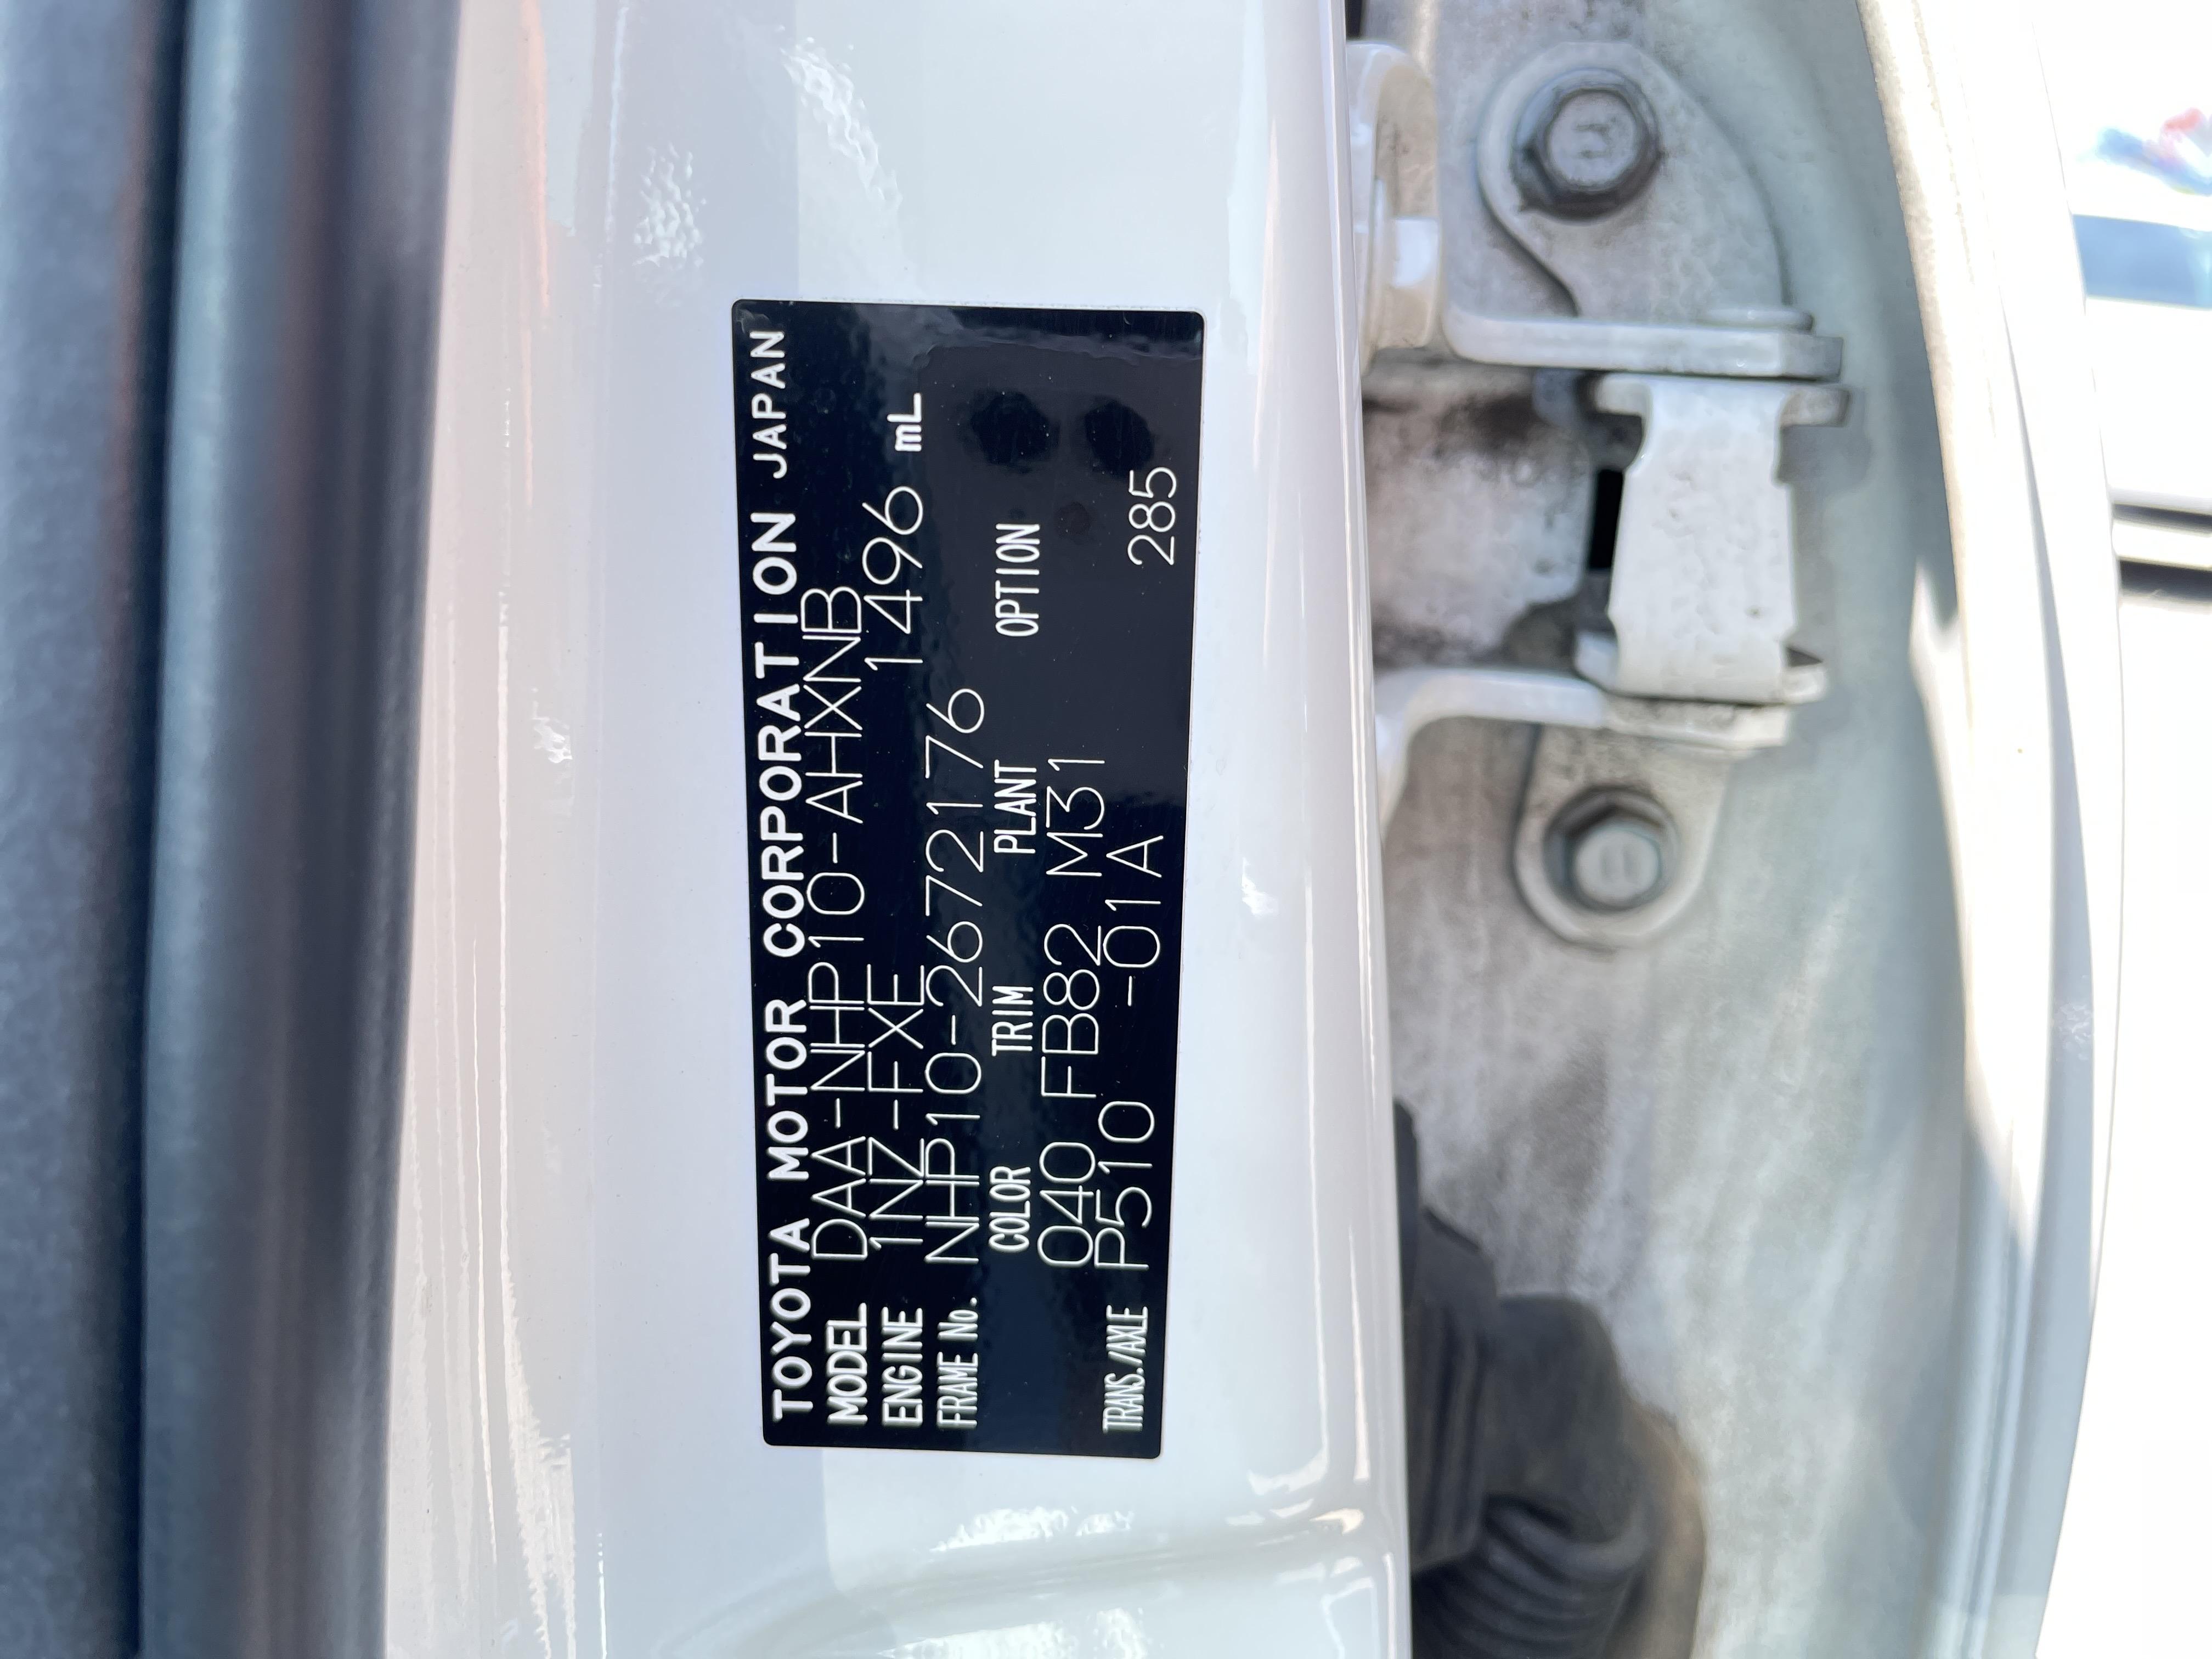 TOYOTA MOTOR CORPORATION JAPAN
MODEL DAA-NHP10-AHXNB
ENGINE 1NZ-FXE 1496 mL
FRAME No. NHP10-2672176
COLOR TRIM PLANT OPTION
040 FB82 M31
TRANS./AXLE P510 -01A 285